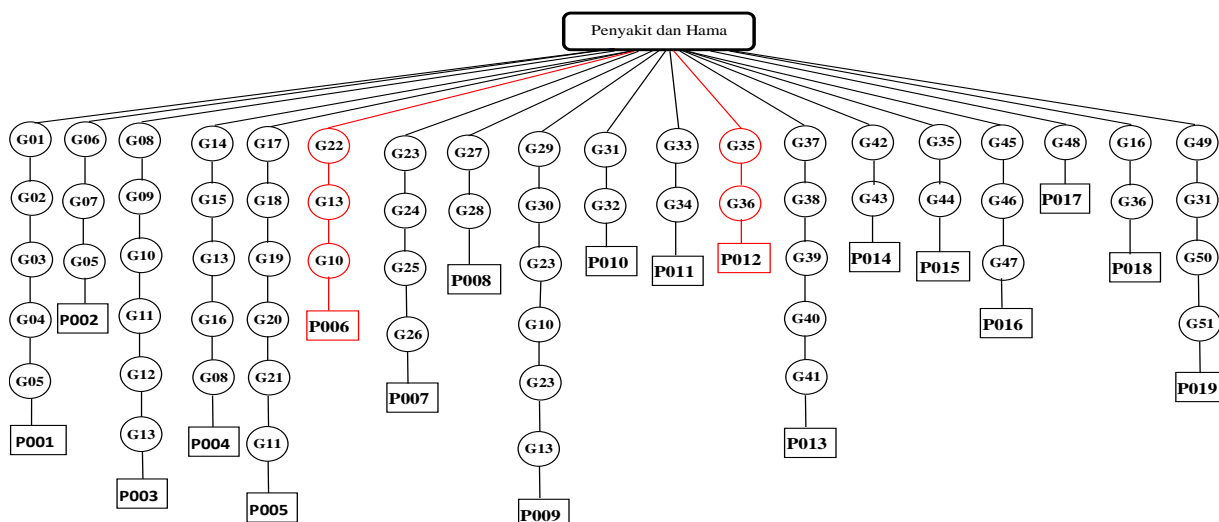 Penyakit dan Hama
G01
G02
G03
G04
G05
P001
G06
G07
G05
P002
G08
G09
G10
G11
G12
G13
P003
G14
G15
G13
G16
G08
P004
G17
G18
G19
G20
G21
G11
P005
G22
G13
G10
P006
G23
G24
G25
G26
P007
G27
G28
P008
G29
G30
G23
G10
G23
G13
P009
G31
G32
P010
G33
G34
P011
G35
G36
P012
G37
G38
G39
G40
G41
P013
G42
G43
P014
G35
G44
P015
G45
G46
G47
P016
G48
P017
G16
G36
P018
G49
G31
G50
G51
P019